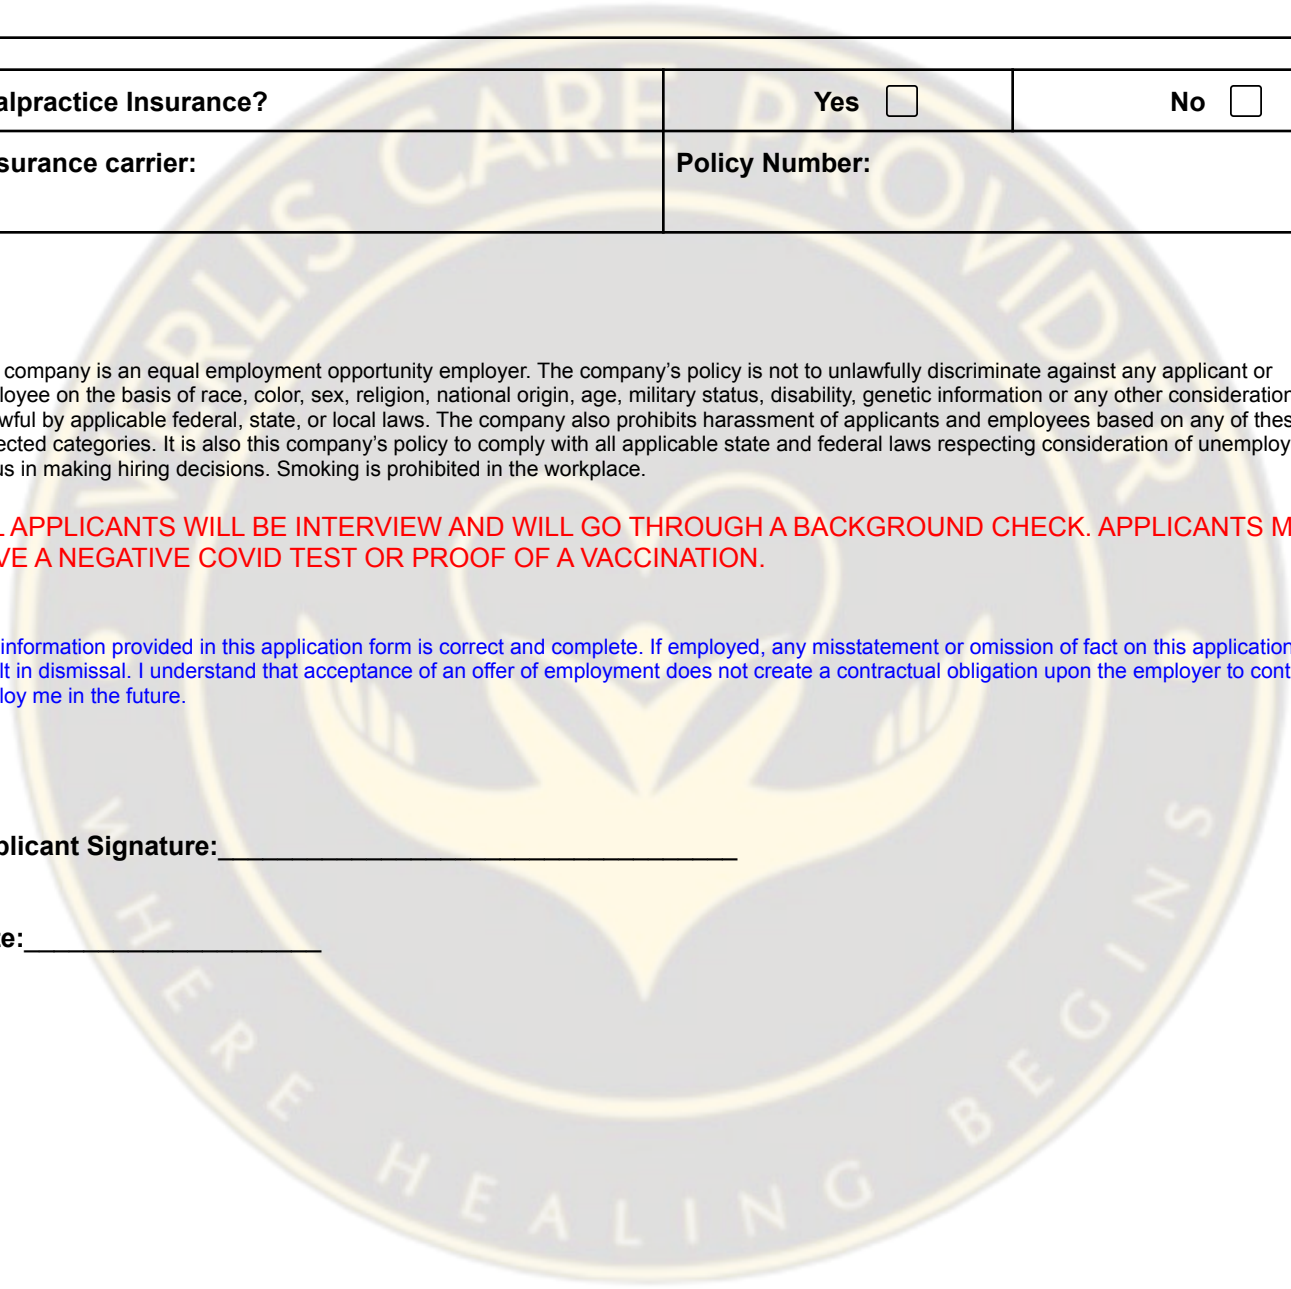 alpractice Insurance? Yes No
surance carrier: Policy Number:
company is an equal employment opportunity employer. The company’s policy is not to unlawfully discriminate against any applicant or
loyee on the basis of race, color, sex, religion, national origin, age, military status, disability, genetic information or any other consideration
wful by applicable federal, state, or local laws. The company also prohibits harassment of applicants and employees based on any of thes
ected categories. It is also this company’s policy to comply with all applicable state and federal laws respecting consideration of unemploy
us in making hiring decisions. Smoking is prohibited in the workplace.
L APPLICANTS WILL BE INTERVIEW AND WILL GO THROUGH A BACKGROUND CHECK. APPLICANTS M
VE A NEGATIVE COVID TEST OR PROOF OF A VACCINATION.
information provided in this application form is correct and complete. If employed, any misstatement or omission of fact on this application
lt in dismissal. I understand that acceptance of an offer of employment does not create a contractual obligation upon the employer to cont
loy me in the future.
plicant Signature:___________________________________
te:____________________
VERLIS CARE PROVIDER
WHERE HEALING BEGINS